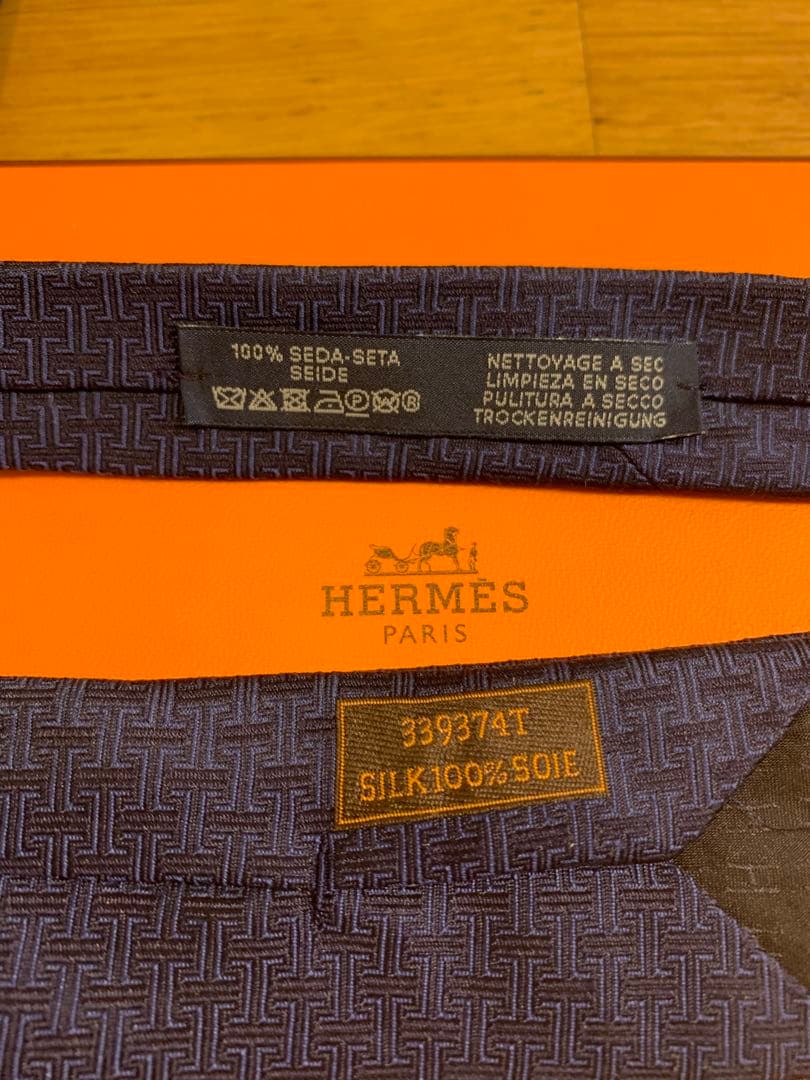 100% SEDA-SETA
SEIDE
NETTOYAGE A SEC
LIMPIEZA EN SECO
PULITURA A SECCO
TROCKENREINIGUNG
HERMÈS
PARIS
339374T
SILK100%SOIE